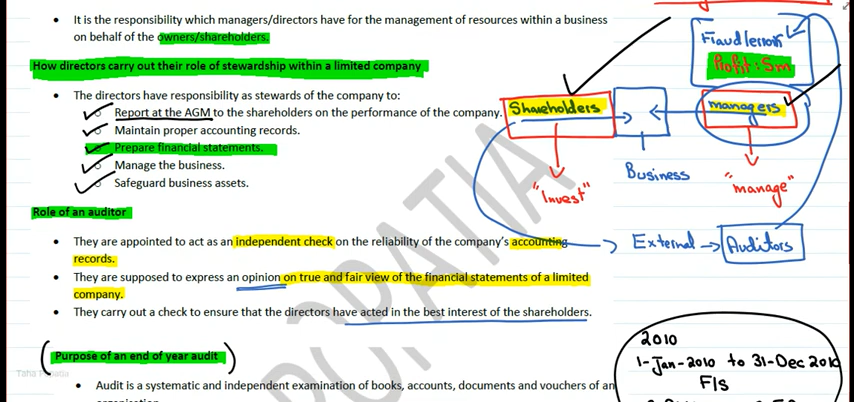 It is the responsibility which managers/directors have for the management of resources within a business
on behalf of the owners/shareholders.
How directors carry out their role of stewardship within a limited company
The directors have responsibility as stewards of the company to:
Report at the AGM to the shareholders on the performance of the company.
Maintain proper accounting records.
Prepare financial statements.
Manage the business.
Safeguard business assets.
Role of an auditor
They are appointed to act as an independent check on the reliability of the company's accounting
records.
They are supposed to express an opinion on true and fair view of the financial statements of a limited
company.
They carry out a check to ensure that the directors have acted in the best interest of the shareholders.
Purpose of an end of year audit
Audit is a systematic and independent examination of books, accounts, documents and vouchers of an
Profit: 5m
Shareholders
managers
Business
"Invest"
"manage"
External
Auditors
2010
1-Jan-2010 to 31-Dec 2010
F/s
POPATIA